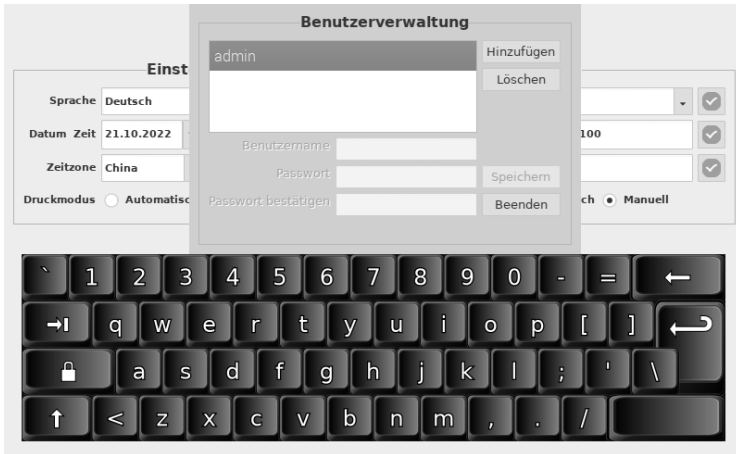 Benutzerverwaltung
admin
Hinzufügen
Löschen
Einst
Sprache Deutsch
Datum Zeit 21.10.2022
100
Zeitzone China
Druckmodus Automatisc
ch Manuell
Benutzername
Passwort
Speichern
Passwort bestätigen
Beenden
` 1 2 3 4 5 6 7 8 9 0 - =
q w e r t y u i o p [ ]
a s d f g h j k l ; ' \
< z x c v b n m , . /